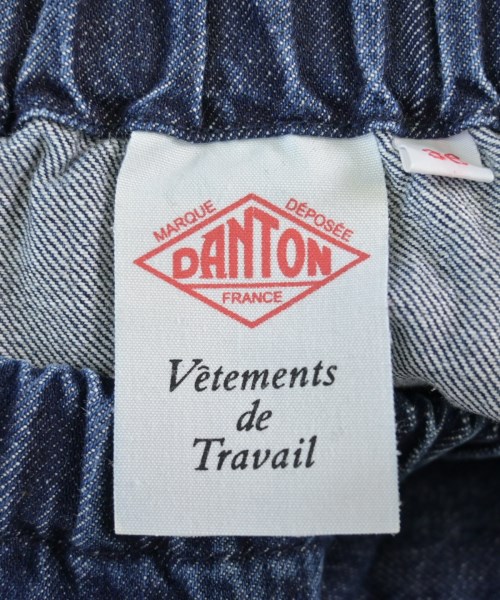 MARQUE DÉPOSÉE
DANTON
FRANCE
Vêtements
de
Travail